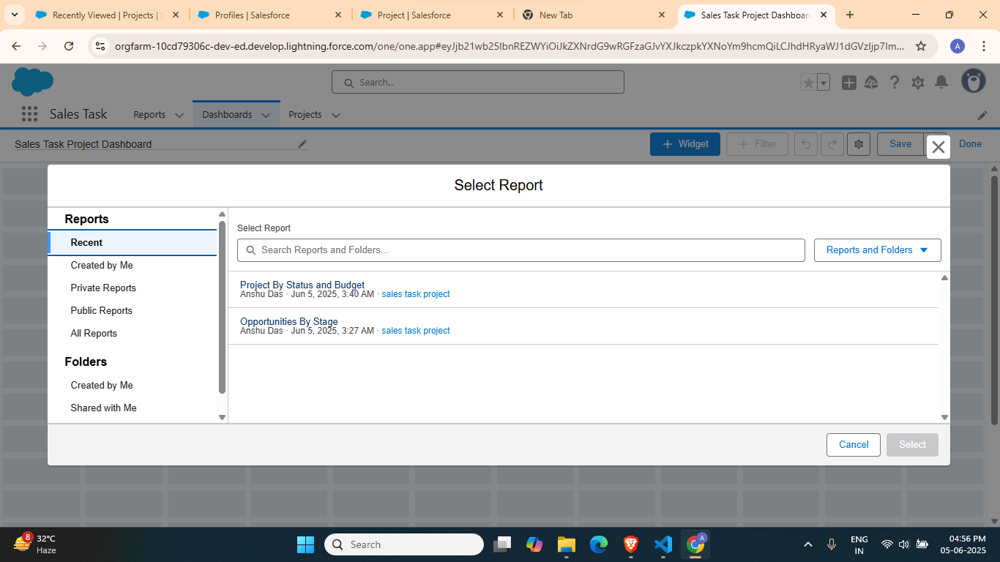 Recently Viewed | Projects | S
Profiles | Salesforce
Project | Salesforce
New Tab
Sales Task Project Dashboard
orgfarm-10cd79306c-dev-ed.develop.lightning.force.com/one/one.app#eyJjb21wb25lbnREZWYiOiJkZXNrdG9wRGFzaGJvYXJkczpkYXNoYm9hcmQiLCJhdHRyaWJ1dGVzIjp7Im...
A
Search...
Sales Task
Reports
Dashboards
Projects
Sales Task Project Dashboard
+ Widget
+ Filter
Save
Done
Select Report
Reports
Recent
Created by Me
Private Reports
Public Reports
All Reports
Folders
Created by Me
Shared with Me
Select Report
Search Reports and Folders...
Reports and Folders
Project By Status and Budget
Anshu Das · Jun 5, 2025, 3:40 AM · sales task project
Opportunities By Stage
Anshu Das · Jun 5, 2025, 3:27 AM · sales task project
Cancel
Select
8
32°C
Haze
Search
A
ENG
IN
04:56 PM
05-06-2025